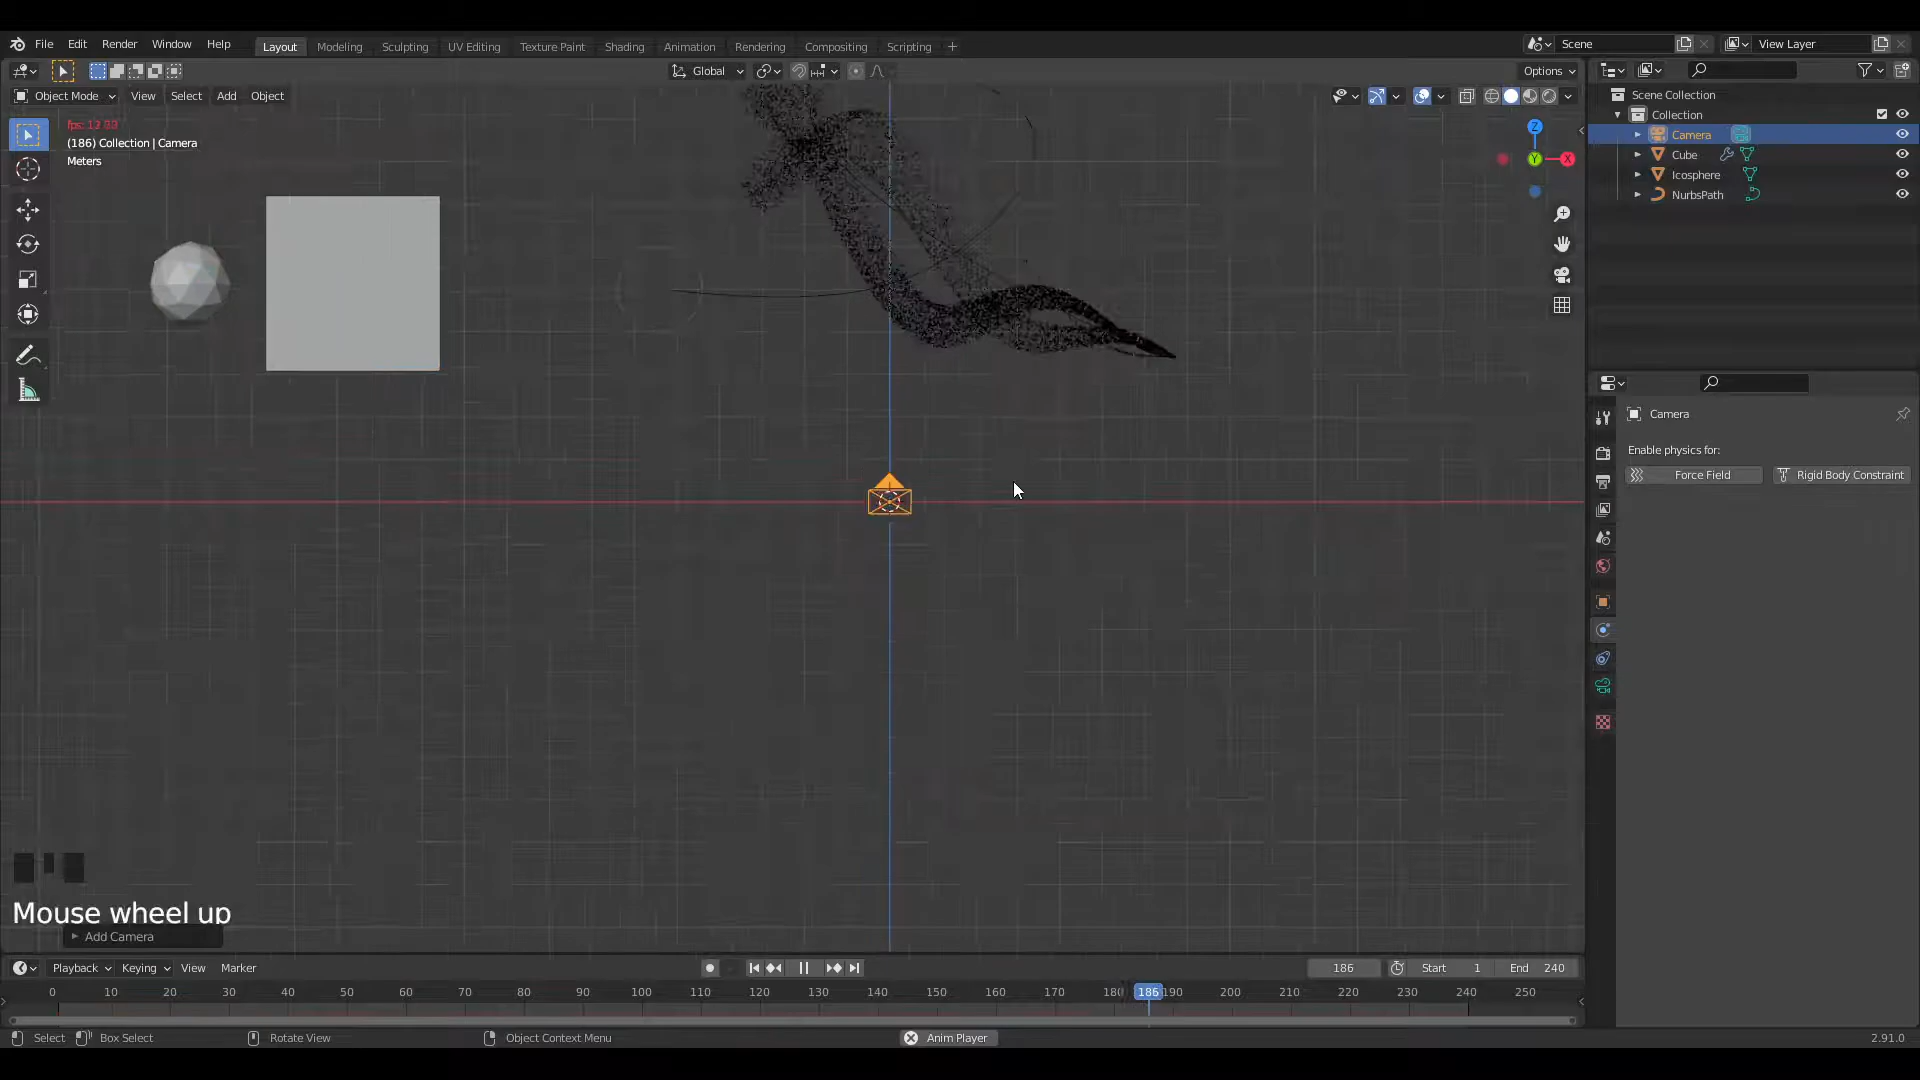 File Edit Render Window Help Layout Modeling Sculpting UV Editing Texture Paint Shading Animation Rendering Compositing Scripting Scene View Layer
Global Options
Object Mode View Select Add Object
fps: 12.23
(186) Collection | Camera
Meters
Z
Y X
Scene Collection
Collection
Camera
Cube
Icosphere
NurbsPath
Camera
Enable physics for:
Force Field Rigid Body Constraint
Mouse wheel up
Add Camera
Playback Keying View Marker 186 Start 1 End 240
0 10 20 30 40 50 60 70 80 90 100 110 120 130 140 150 160 170 180 186 190 200 210 220 230 240 250
Select Box Select Rotate View Object Context Menu Anim Player 2.91.0